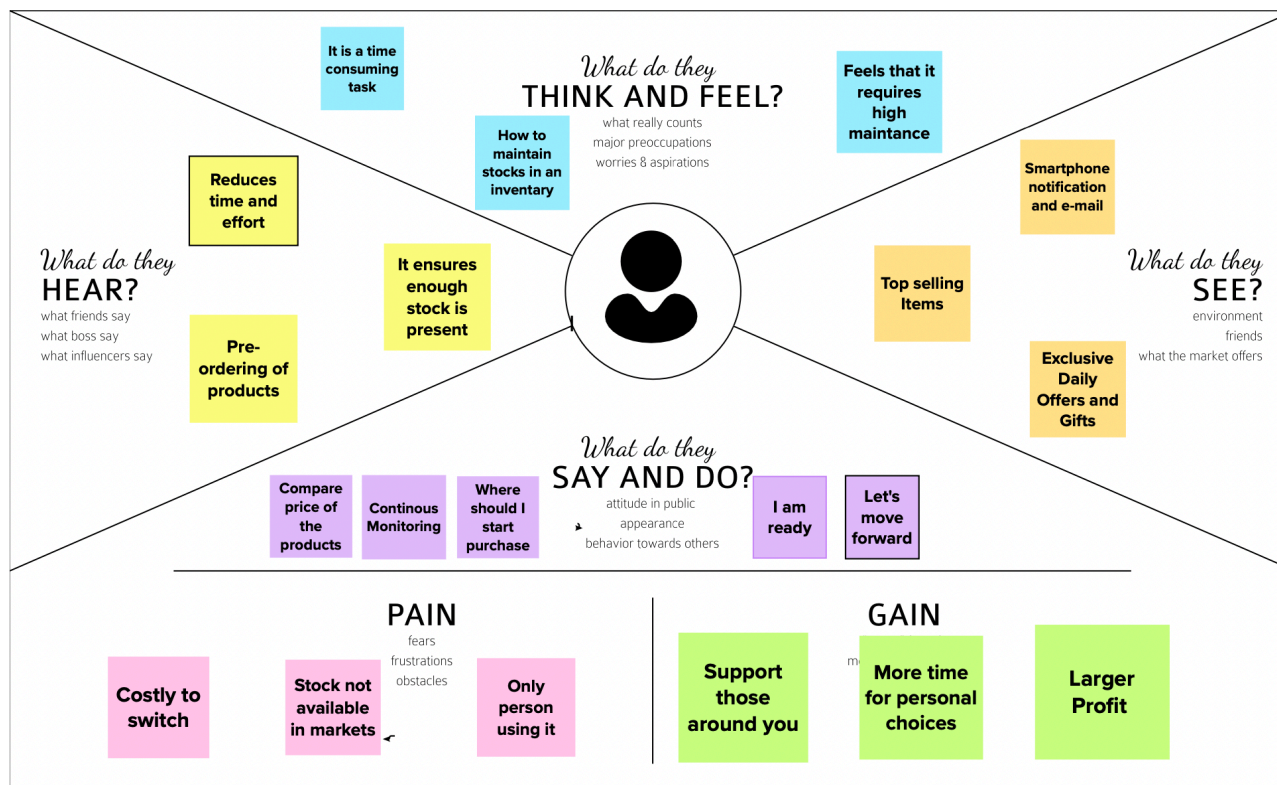 It is a time
consuming
task
What do they
THINK AND FEEL?
what really counts
major preoccupations
worries & aspirations
How to
maintain
stocks in an
inventary
Feels that it
requires
high
maintance
What do they
HEAR?
what friends say
what boss say
what influencers say
Reduces
time and
effort
It ensures
enough
stock is
present
Pre-
ordering of
products
Smartphone
notification
and e-mail
Top selling
Items
Exclusive
Daily
Offers and
Gifts
What do they
SEE?
environment
friends
what the market offers
What do they
SAY AND DO?
attitude in public
appearance
behavior towards others
Compare
price of
the
products
Continous
Monitoring
Where
should I
start
purchase
I am
ready
Let's
move
forward
PAIN
fears
frustrations
obstacles
Costly to
switch
Stock not
available
in markets
Only
person
using it
GAIN
Support
those
around you
More time
for personal
choices
Larger
Profit